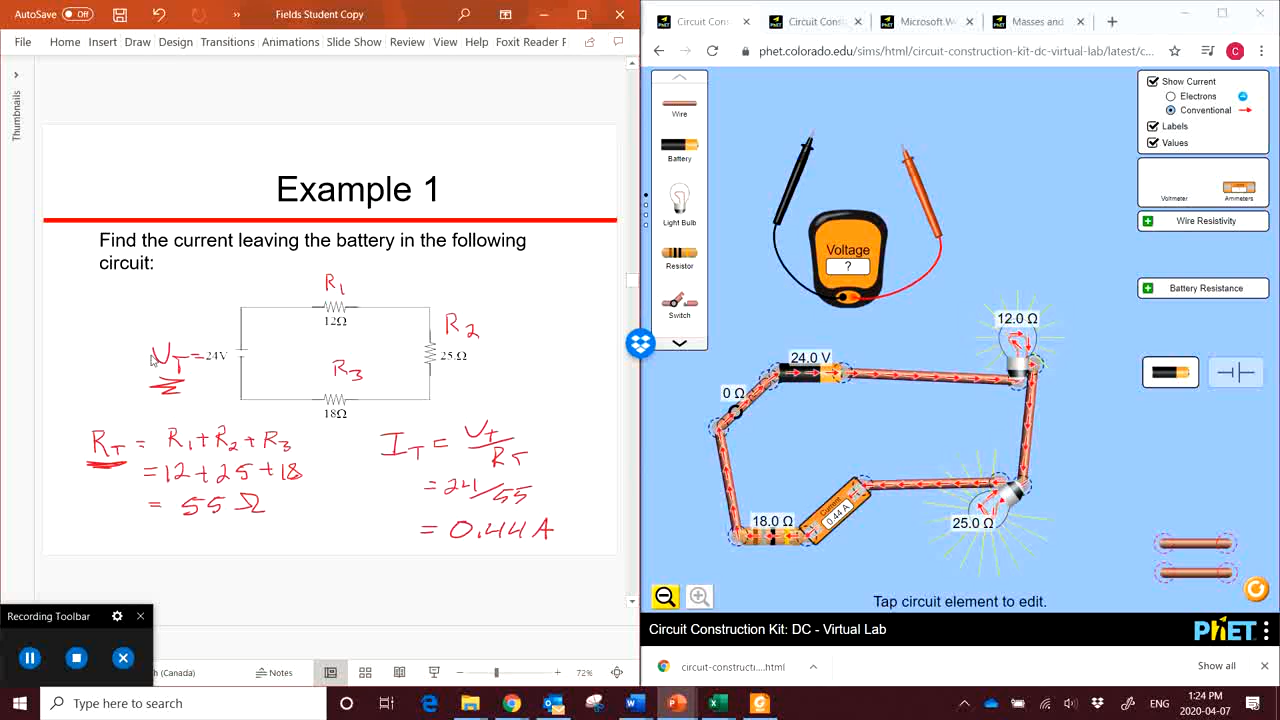 AutoSave Off Fields Student Copy
File Home Insert Draw Design Transitions Animations Slide Show Review View Help Foxit Reader P
Thumbnails
Example 1
Find the current leaving the battery in the following
circuit:
R1
12Ω
R2
25Ω
R3
18Ω
VT = 24V
RT = R1+R2+R3
= 12+25+18
= 55 Ω
IT = VT/RT
= 24/55
= 0.44 A
Recording Toolbar
(Canada) Notes 72%
Circuit Cons Circuit Cons Microsoft W Masses and
phet.colorado.edu/sims/html/circuit-construction-kit-dc-virtual-lab/latest/c...
C
Wire
Battery
Light Bulb
Resistor
Switch
Voltage
?
Show Current
Electrons
Conventional
Labels
Values
Voltmeter Ammeters
Wire Resistivity
Battery Resistance
12.0 Ω
24.0 V
0 Ω
18.0 Ω
Current
0.44 A
25.0 Ω
Tap circuit element to edit.
Circuit Construction Kit: DC - Virtual Lab PhET
circuit-constructi....html Show all
Type here to search
ENG
1:24 PM
2020-04-07